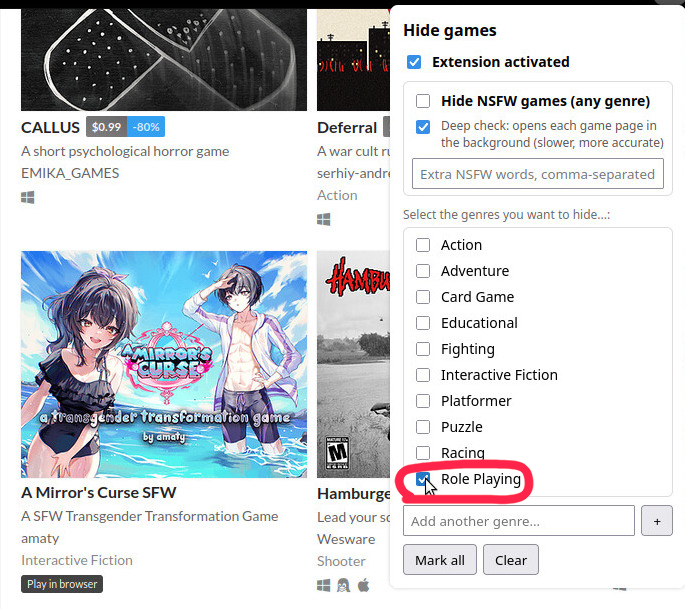 CALLUS $0.99 -80%
A short psychological horror game
EMIKA_GAMES
Deferral
A war cult
serhiy-andr
Action
A MIRROR'S
CURSE
a transgender transformation game
by amaty
A Mirror's Curse SFW
A SFW Transgender Transformation Game
amaty
Interactive Fiction
Play in browser
HAMBU
MATURE 17+
M
Hamburge
Lead your
Wesware
Shooter
Hide games
Extension activated
Hide NSFW games (any genre)
Deep check: opens each game page in
the background (slower, more accurate)
Extra NSFW words, comma-separated
Select the genres you want to hide...:
Action
Adventure
Card Game
Educational
Fighting
Interactive Fiction
Platformer
Puzzle
Racing
Role Playing
Add another genre... +
Mark all Clear